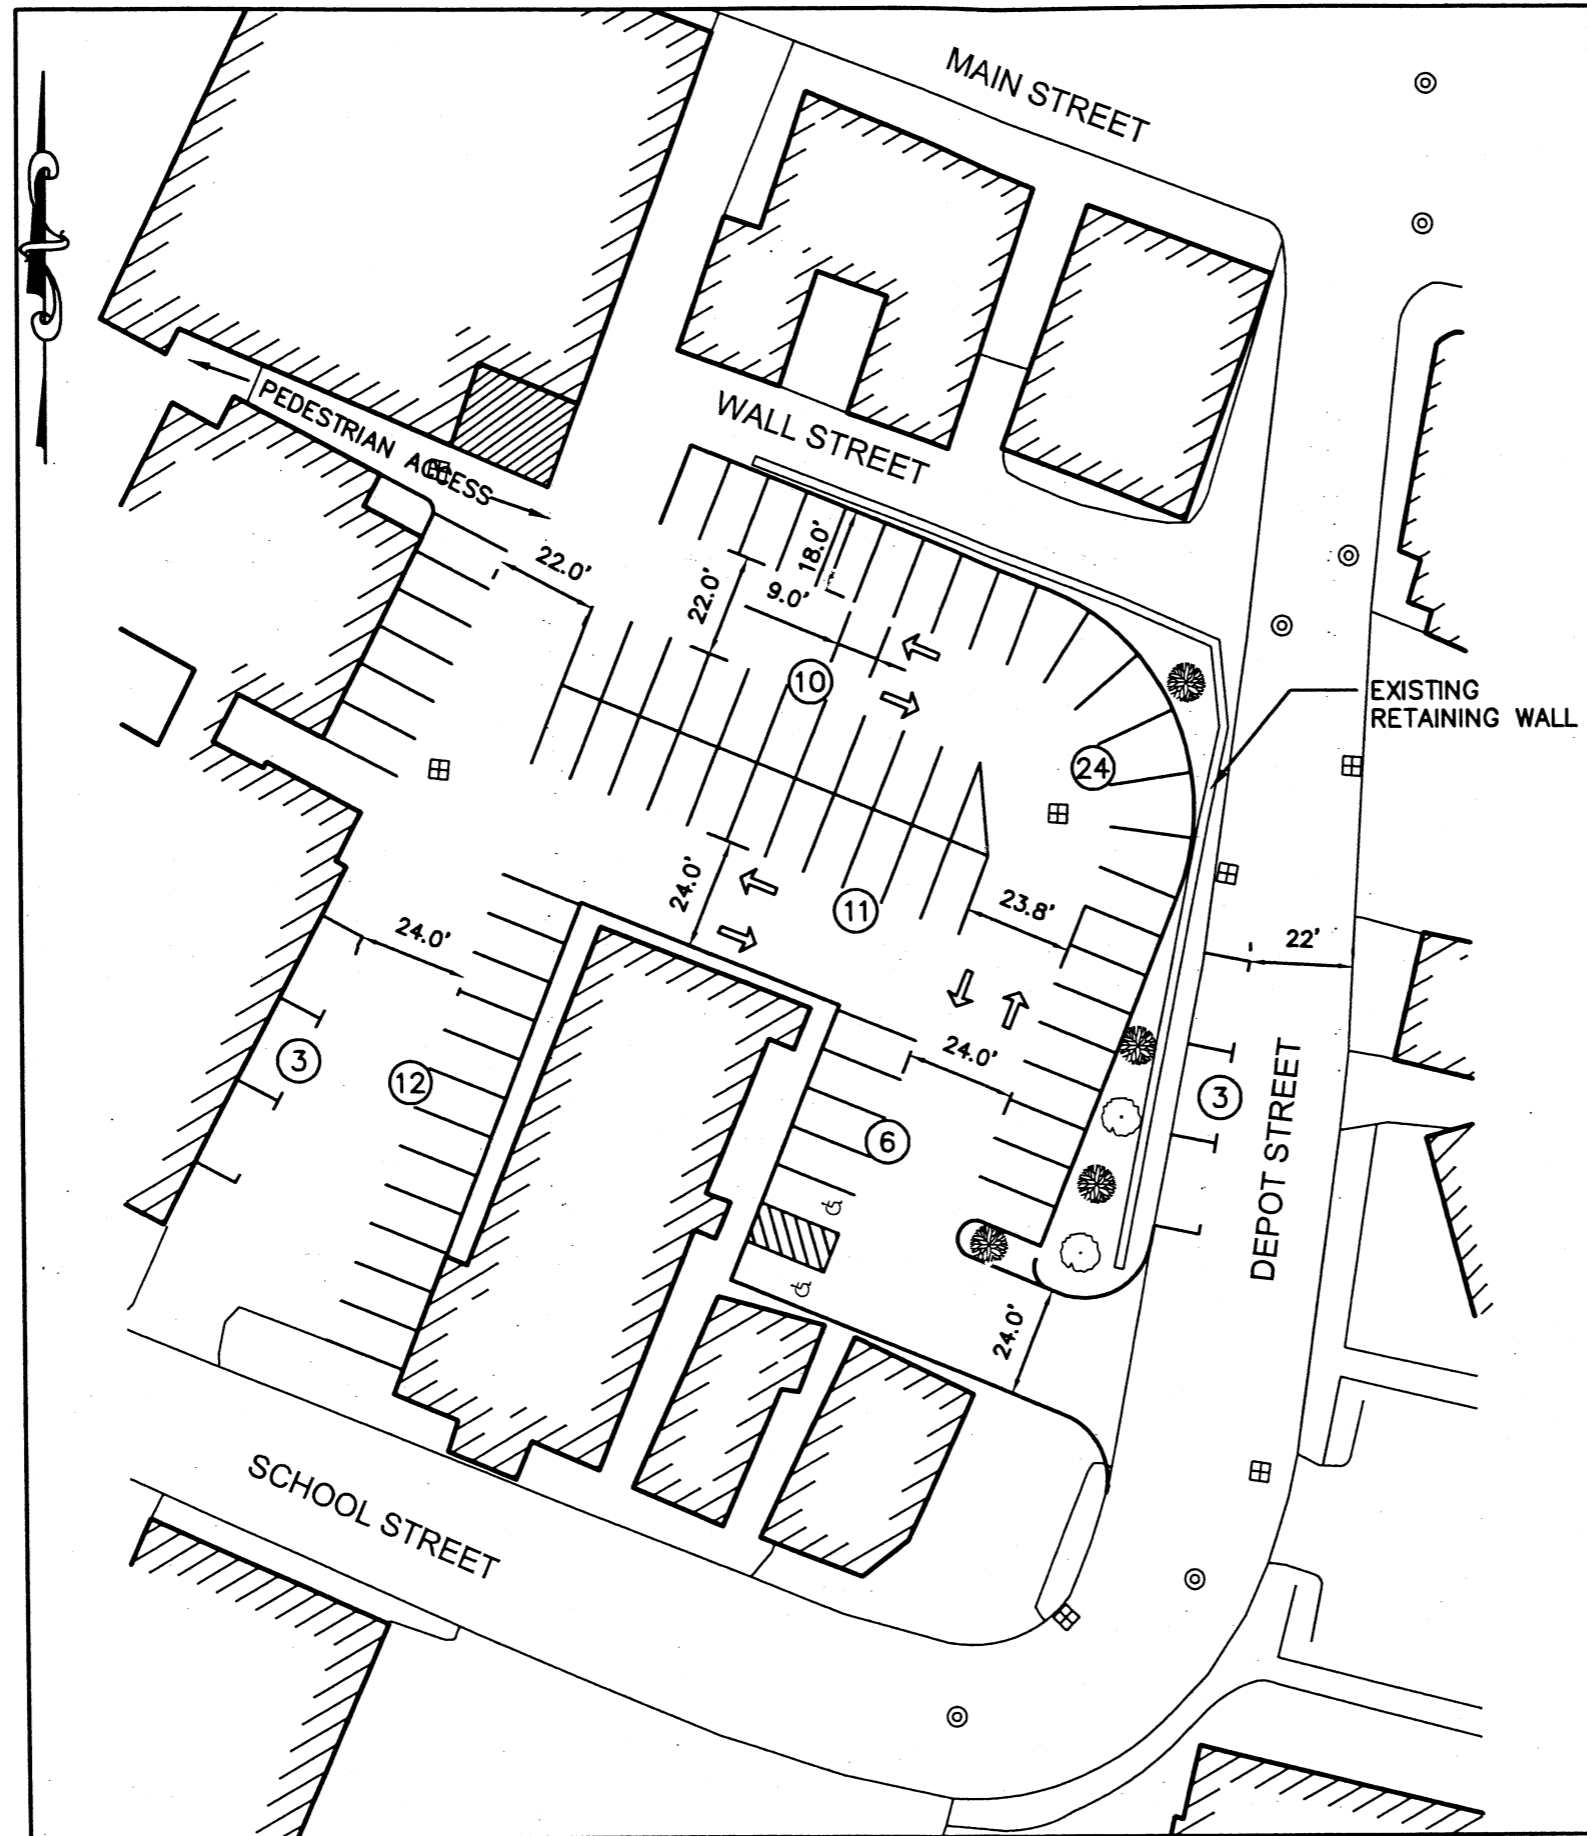 MAIN STREET
PEDESTRIAN ACCESS
WALL STREET
22.0'
18.0'
22.0'
9.0'
10
EXISTING
RETAINING WALL
24
24.0'
11
23.8'
24.0'
22'
24.0'
3
12
6
3
DEPOT STREET
24.0'
SCHOOL STREET